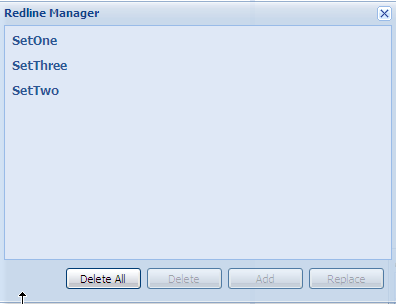 Redline Manager
SetOne
SetThree
SetTwo
Delete All Delete Add Replace